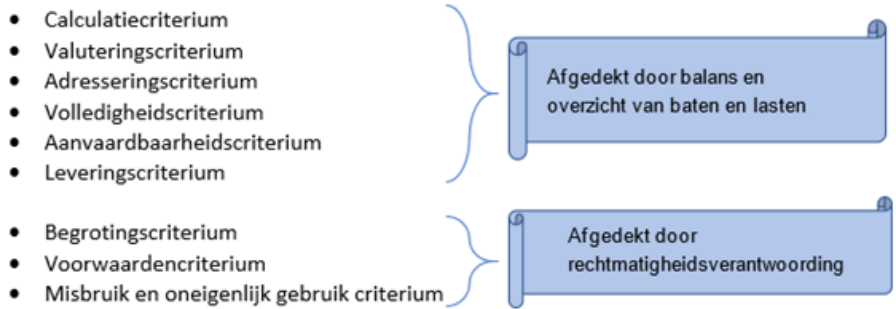 • Calculatiecriterium
• Valuteringscriterium
• Adresseringscriterium
• Volledigheidscriterium
• Aanvaardbaarheidscriterium
• Leveringscriterium
Afgedekt door balans en
overzicht van baten en lasten
• Begrotingscriterium
• Voorwaardencriterium
• Misbruik en oneigenlijk gebruik criterium
Afgedekt door
rechtmatigheidsverantwoording